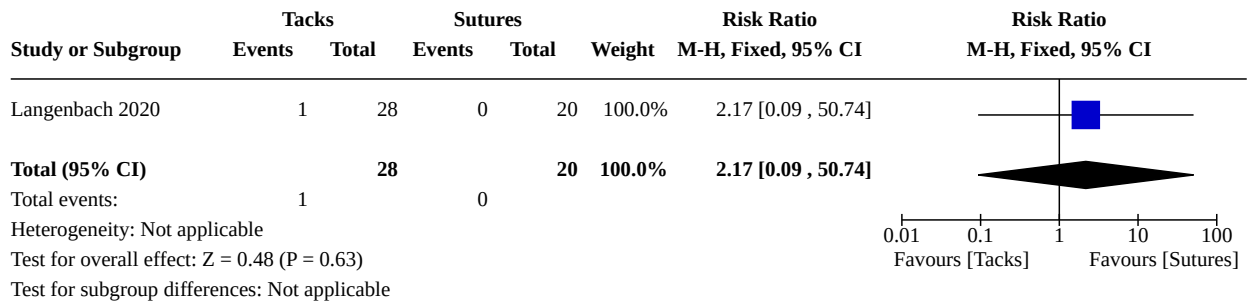 Tacks Sutures Risk Ratio Risk Ratio
Study or Subgroup Events Total Events Total Weight M-H, Fixed, 95% CI M-H, Fixed, 95% CI
Langenbach 2020 1 28 0 20 100.0% 2.17 [0.09 , 50.74]
Total (95% CI) 28 20 100.0% 2.17 [0.09 , 50.74]
Total events: 1 0
Heterogeneity: Not applicable
0.01 0.1 1 10 100
Test for overall effect: Z = 0.48 (P = 0.63) Favours [Tacks] Favours [Sutures]
Test for subgroup differences: Not applicable